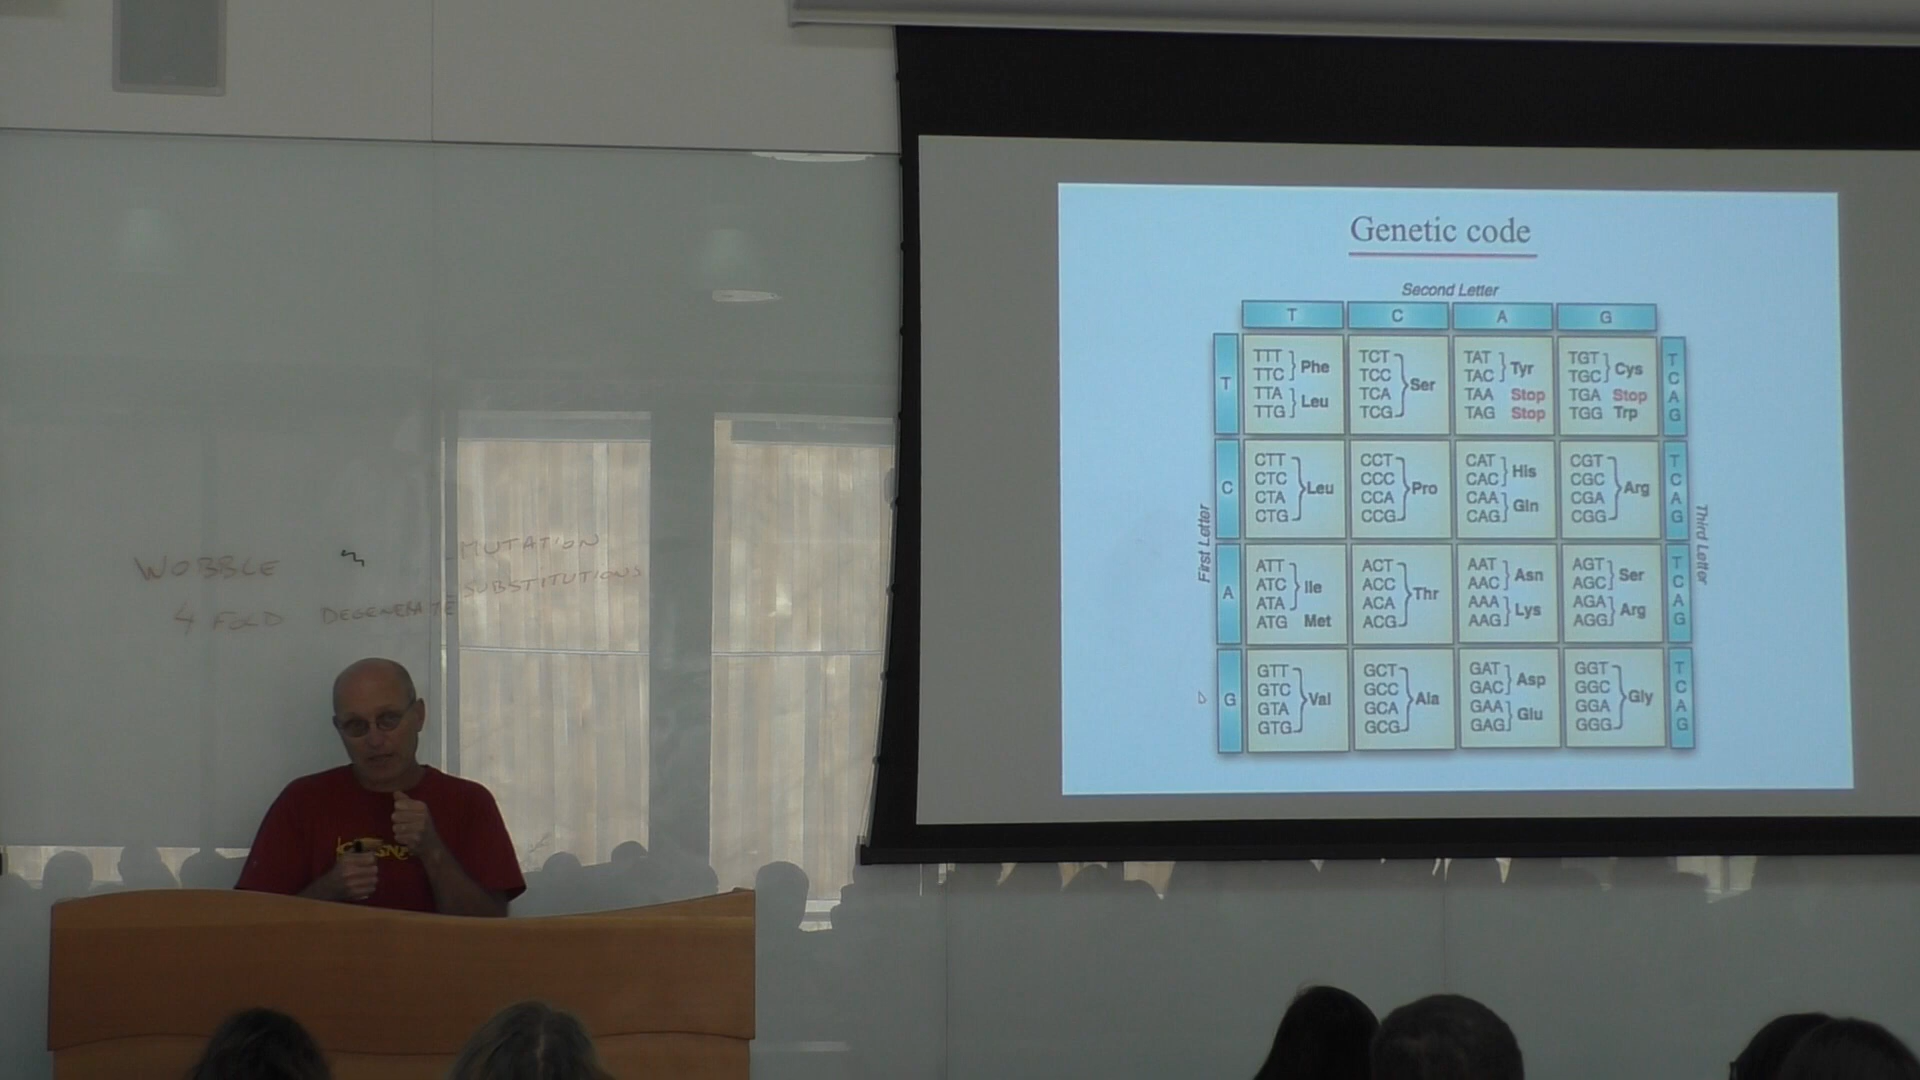 WOBBLE
4 FOLD DEGENERATE
- MUTATION
- SUBSTITUTIONS
Genetic code
Second Letter
T C A G
First Letter
T
TTT
TTC
Phe
TTA
TTG
Leu
TCT
TCC
TCA
TCG
Ser
TAT
TAC
Tyr
TAA Stop
TAG Stop
TGT
TGC
Cys
TGA Stop
TGG Trp
T
C
A
G
C
CTT
CTC
CTA
CTG
Leu
CCT
CCC
CCA
CCG
Pro
CAT
CAC
His
CAA
CAG
Gln
CGT
CGC
CGA
CGG
Arg
T
C
A
G
A
ATT
ATC
ATA
Ile
ATG Met
ACT
ACC
ACA
ACG
Thr
AAT
AAC
Asn
AAA
AAG
Lys
AGT
AGC
Ser
AGA
AGG
Arg
T
C
A
G
G
GTT
GTC
GTA
GTG
Val
GCT
GCC
GCA
GCG
Ala
GAT
GAC
Asp
GAA
GAG
Glu
GGT
GGC
GGA
GGG
Gly
T
C
A
G
Third Letter